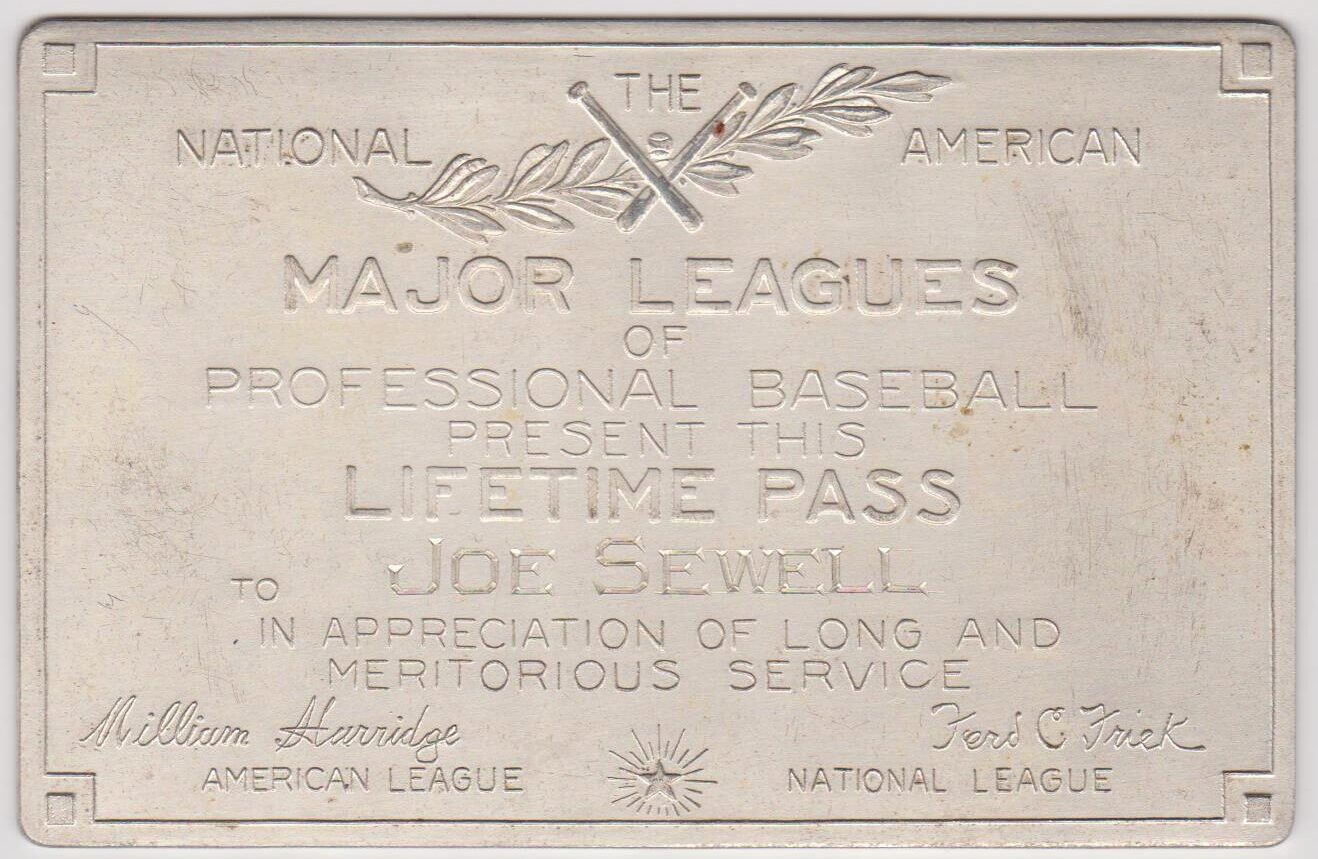 THE
NATIONAL AMERICAN
MAJOR LEAGUES
OF
PROFESSIONAL BASEBALL
PRESENT THIS
LIFETIME PASS
TO JOE SEWELL
IN APPRECIATION OF LONG AND
MERITORIOUS SERVICE
William Harridge Ford C Frick
AMERICAN LEAGUE NATIONAL LEAGUE